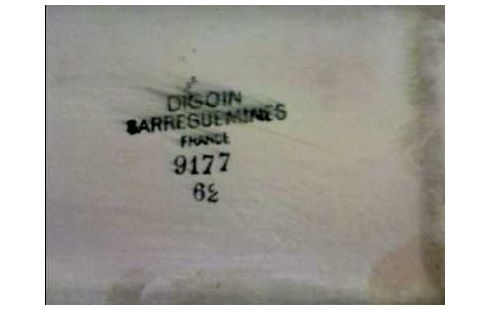 DIGOIN
SARREGUEMINES
FRANCE
9177
62